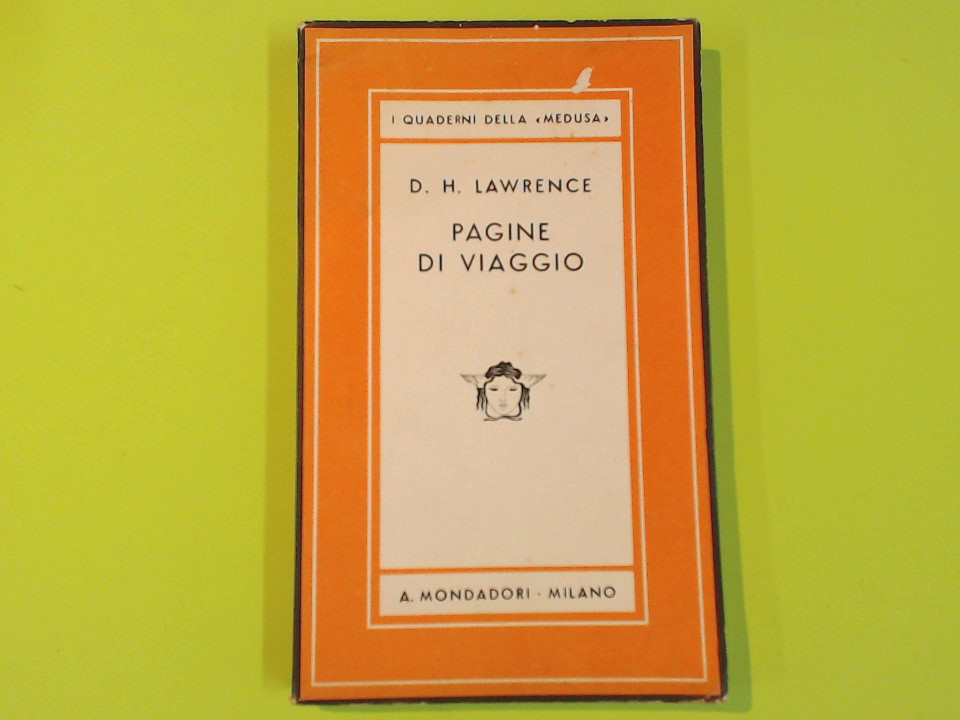 I QUADERNI DELLA «MEDUSA»
D. H. LAWRENCE
PAGINE
DI VIAGGIO
A. MONDADORI · MILANO